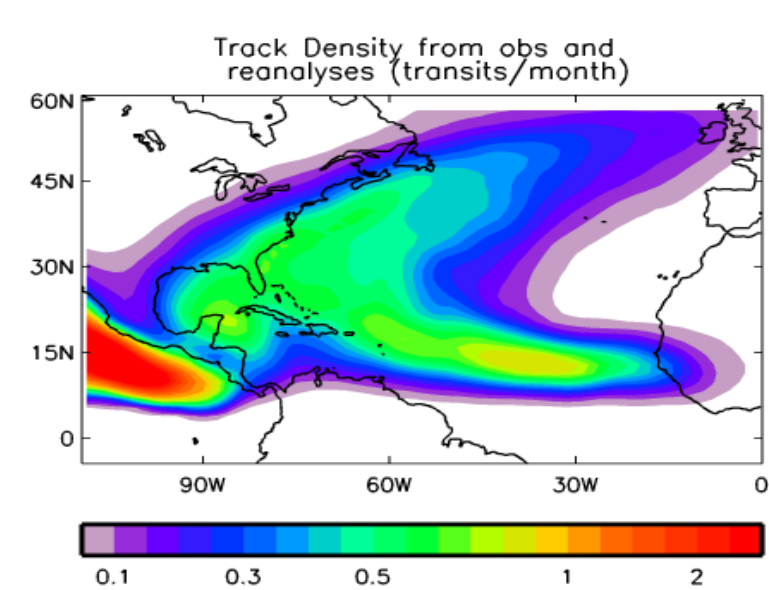 Track Density from obs and
reanalyses (transits/month)
60N
45N
30N
15N
0
90W 60W 30W 0
0.1 0.3 0.5 1 2